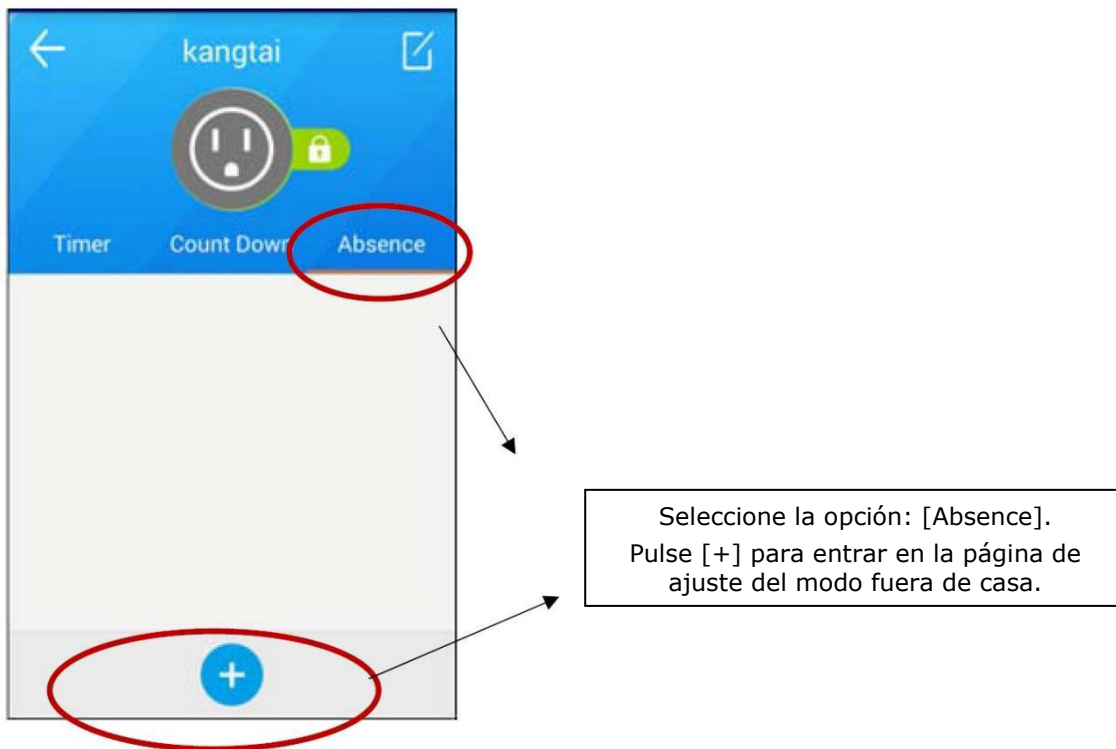 kangtai
Timer Count Down Absence
Seleccione la opción: [Absence].
Pulse [+] para entrar en la página de
ajuste del modo fuera de casa.